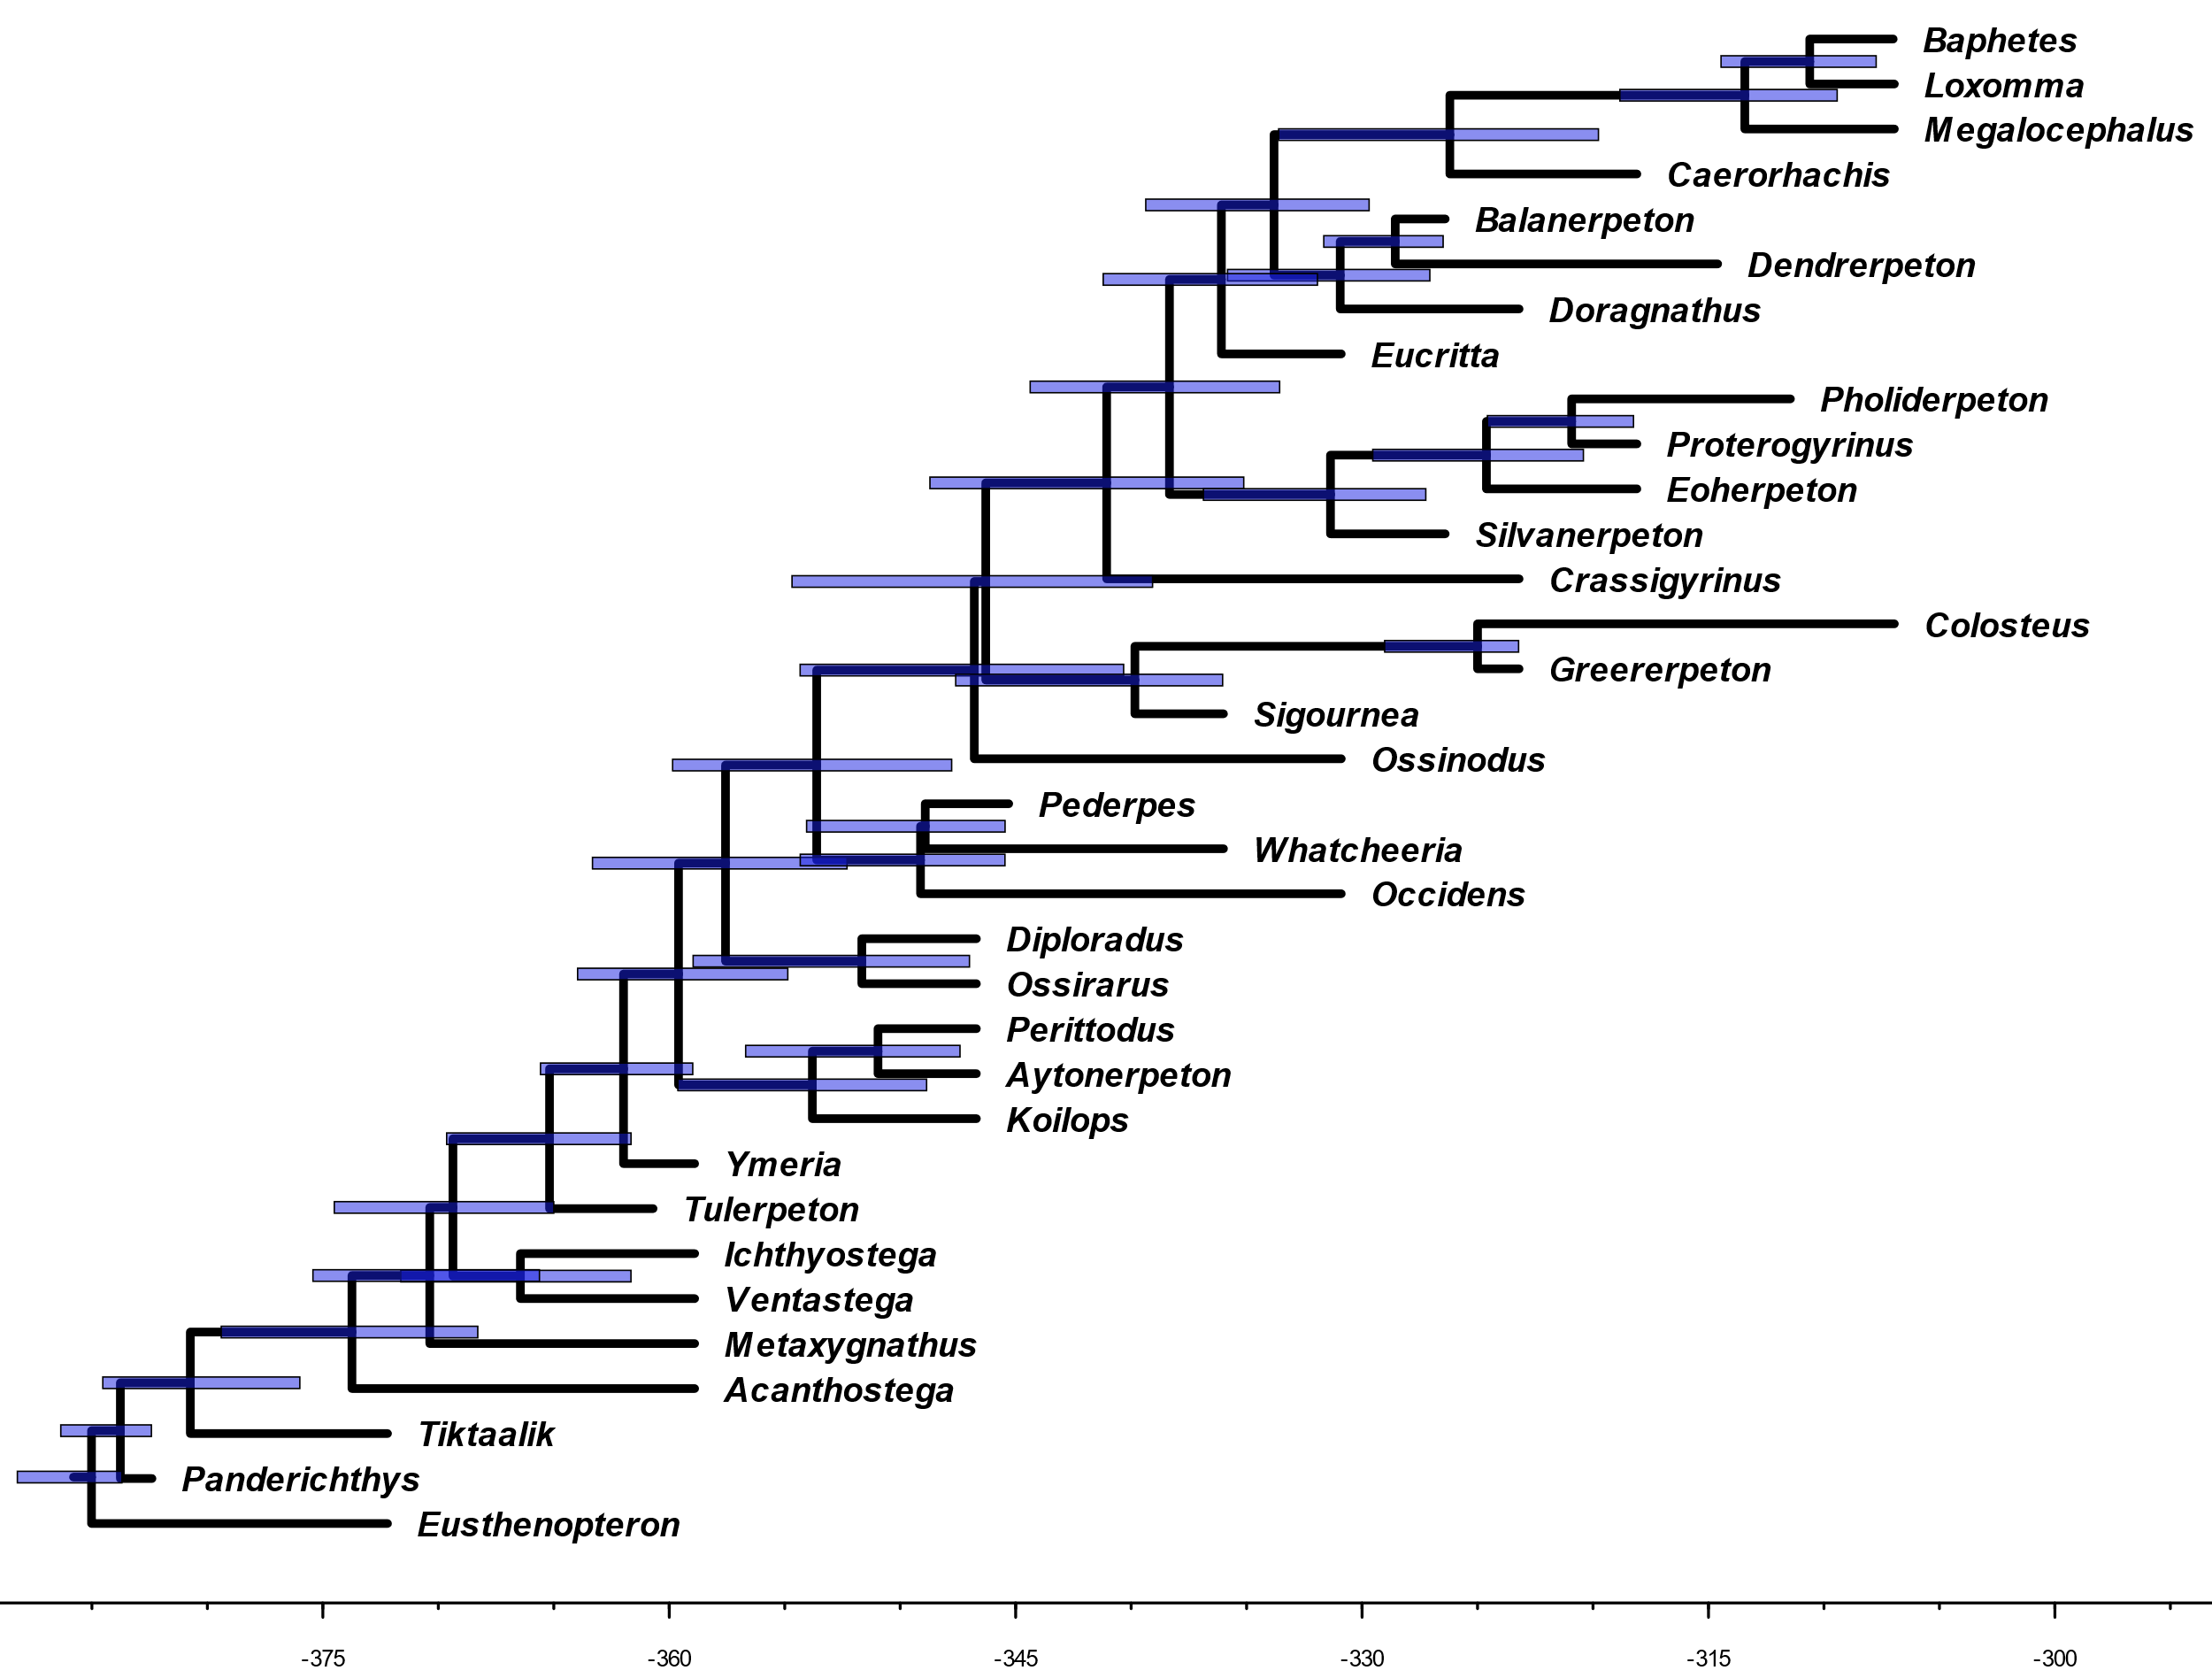 Baphetes
Loxomma
Megalocephalus
Caerorhachis
Balanerpeton
Dendrerpeton
Doragnathus
Eucritta
Pholiderpeton
Proterogyrinus
Eoherpeton
Silvanerpeton
Crassigyrinus
Colosteus
Greererpeton
Sigournea
Ossinodus
Pederpes
Whatcheeria
Occidens
Diploradus
Ossirarus
Perittodus
Aytonerpeton
Koilops
Ymeria
Tulerpeton
Ichthyostega
Ventastega
Metaxygnathus
Acanthostega
Tiktaalik
Panderichthys
Eusthenopteron
-375 -360 -345 -330 -315 -300